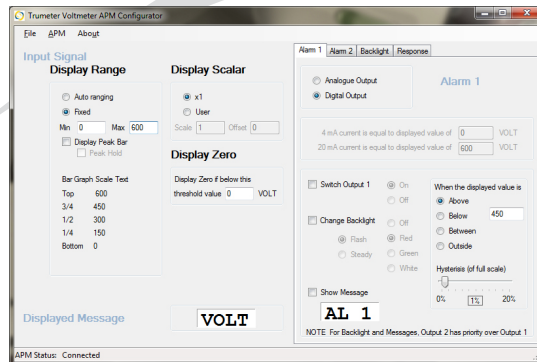 Trumeter Voltmeter APM Configurator
File APM About
Input Signal
Display Range
Auto ranging
Fixed
Min 0 Max 600
Display Peak Bar
Peak Hold
Bar Graph Scale Text
Top 600
3/4 450
1/2 300
1/4 150
Bottom 0
Display Scalar
x1
User
Scale 1 Offset 0
Display Zero
Display Zero if below this
threshold value 0 VOLT
Displayed Message
VOLT
Alarm 1 Alarm 2 Backlight Response
Analogue Output
Digital Output
Alarm 1
4 mA current is equal to displayed value of 0 VOLT
20 mA current is equal to displayed value of 600 VOLT
Switch Output 1
On
Off
Change Backlight
Off
Flash
Red
Steady
Green
White
Show Message
AL 1
When the displayed value is
Above
Below
450
Between
Outside
Hysterisis (of full scale)
0% 1% 20%
NOTE For Backlight and Messages, Output 2 has priority over Output 1
APM Status: Connected